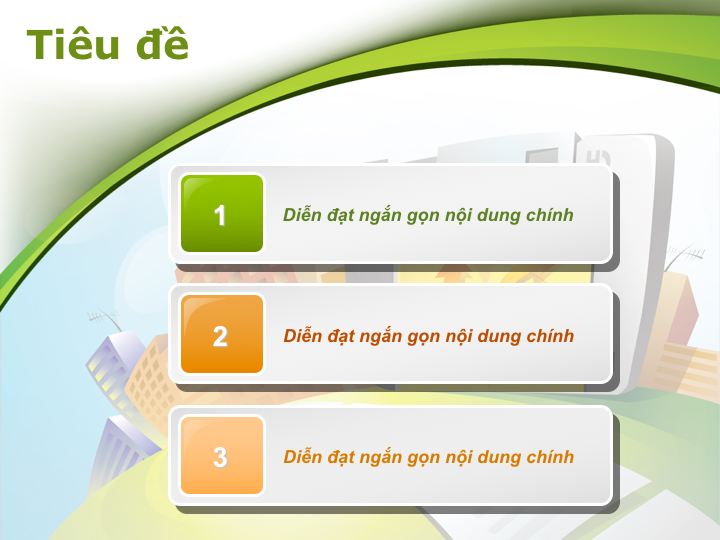 Tiêu đề
1
Diễn đạt ngắn gọn nội dung chính
2
Diễn đạt ngắn gọn nội dung chính
3
Diễn đạt ngắn gọn nội dung chính